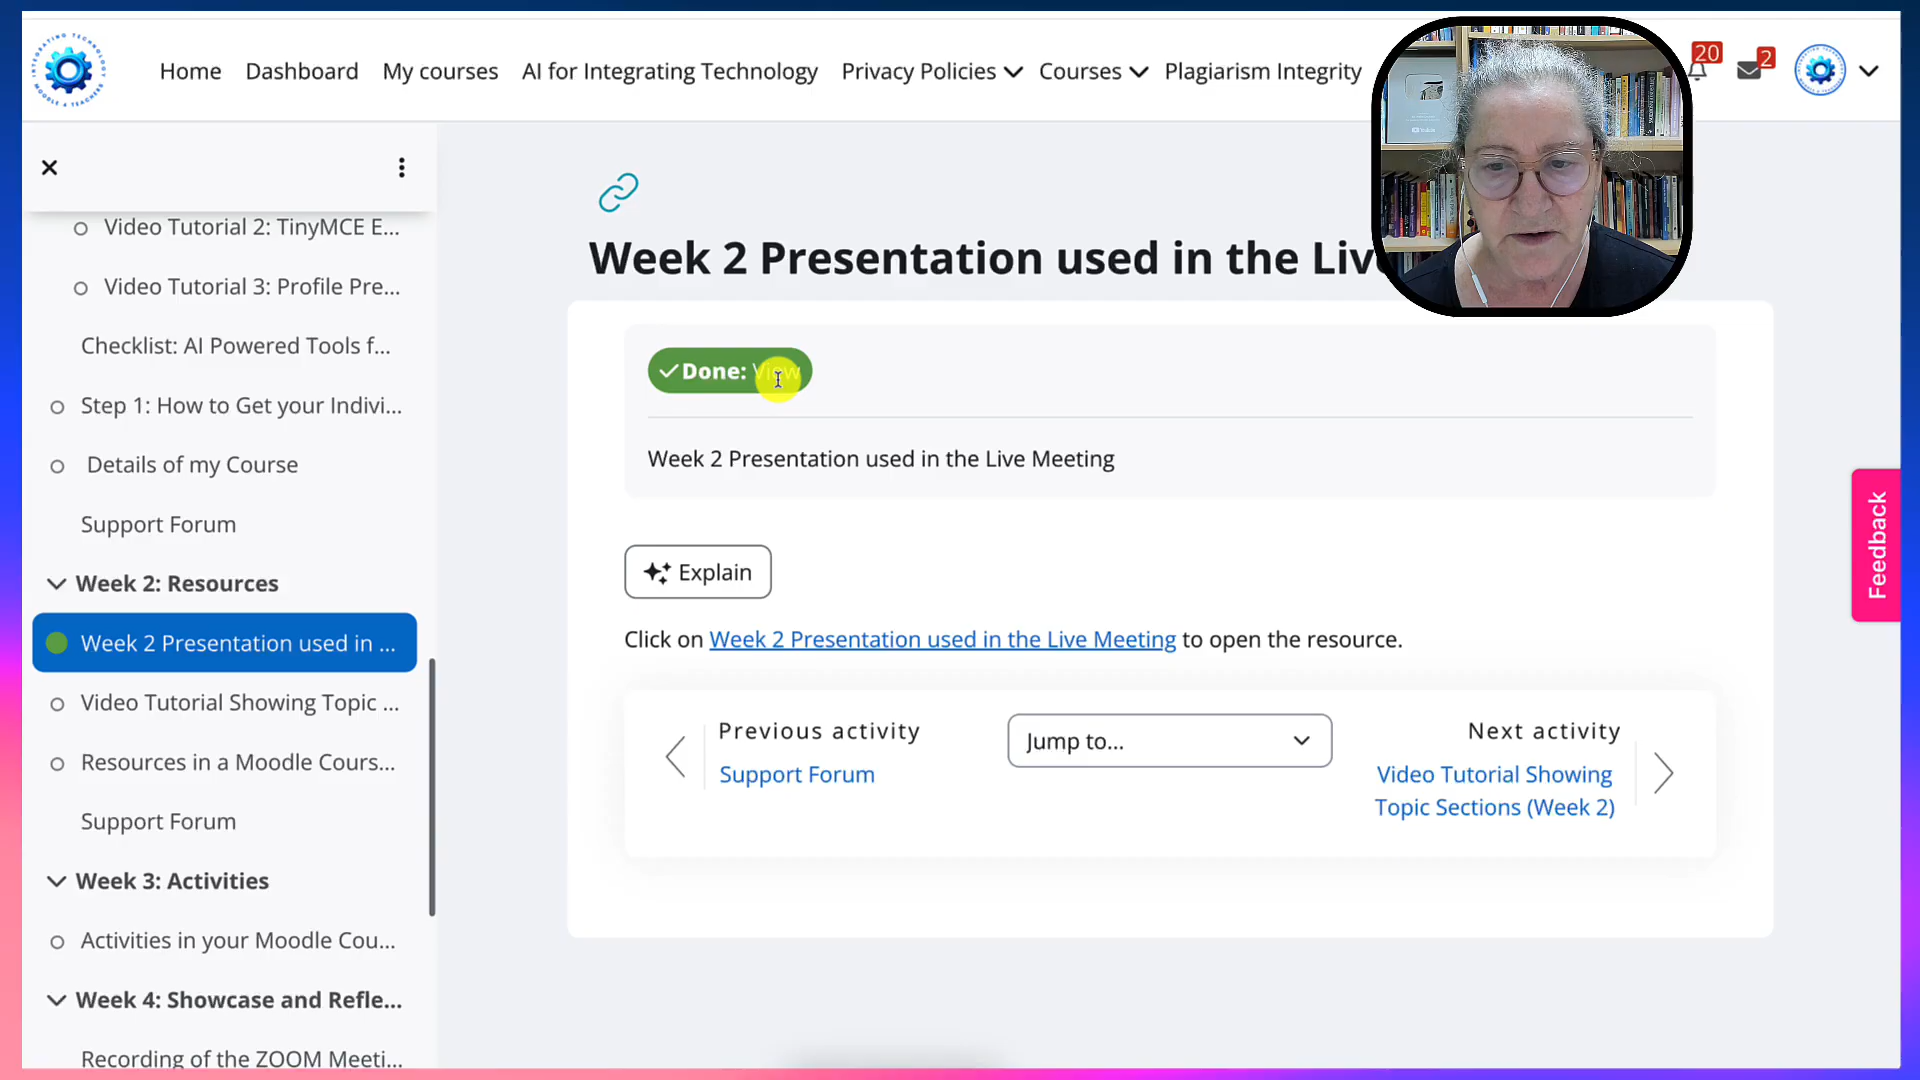 INTEGRATING TECHNOLOGY
MOODLE 4 TEACHERS
Home
Dashboard
My courses
AI for Integrating Technology
Privacy Policies
Courses
Plagiarism Integrity
20
2
Video Tutorial 2: TinyMCE E...
Video Tutorial 3: Profile Pre...
Checklist: AI Powered Tools f...
Step 1: How to Get your Indivi...
Details of my Course
Support Forum
Week 2: Resources
Week 2 Presentation used in ...
Video Tutorial Showing Topic ...
Resources in a Moodle Cours...
Support Forum
Week 3: Activities
Activities in your Moodle Cou...
Week 4: Showcase and Refle...
Recording of the ZOOM Meeti...
Week 2 Presentation used in the Liv
Done: View
Week 2 Presentation used in the Live Meeting
Explain
Click on Week 2 Presentation used in the Live Meeting to open the resource.
Previous activity
Support Forum
Jump to...
Next activity
Video Tutorial Showing
Topic Sections (Week 2)
Feedback